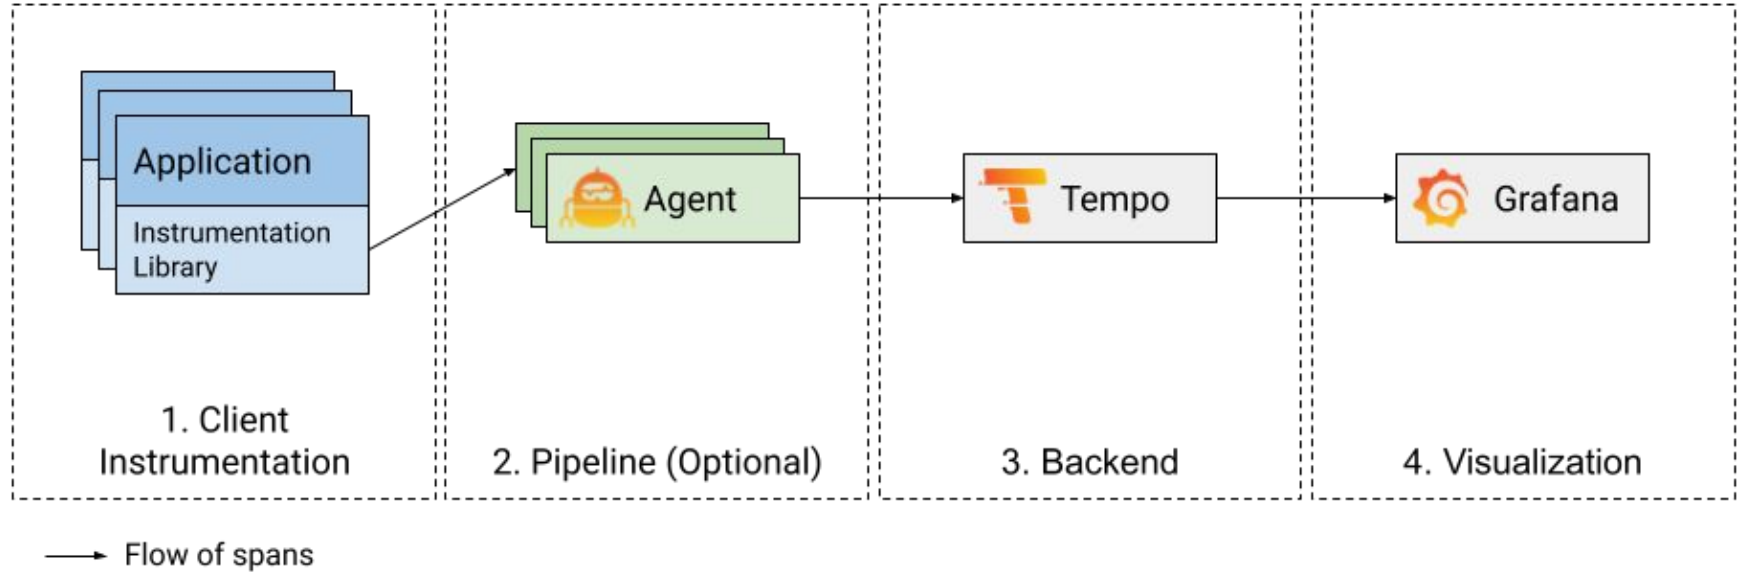 Application
Instrumentation
Library
Agent
Tempo
Grafana
1. Client
Instrumentation
2. Pipeline (Optional)
3. Backend
4. Visualization
Flow of spans